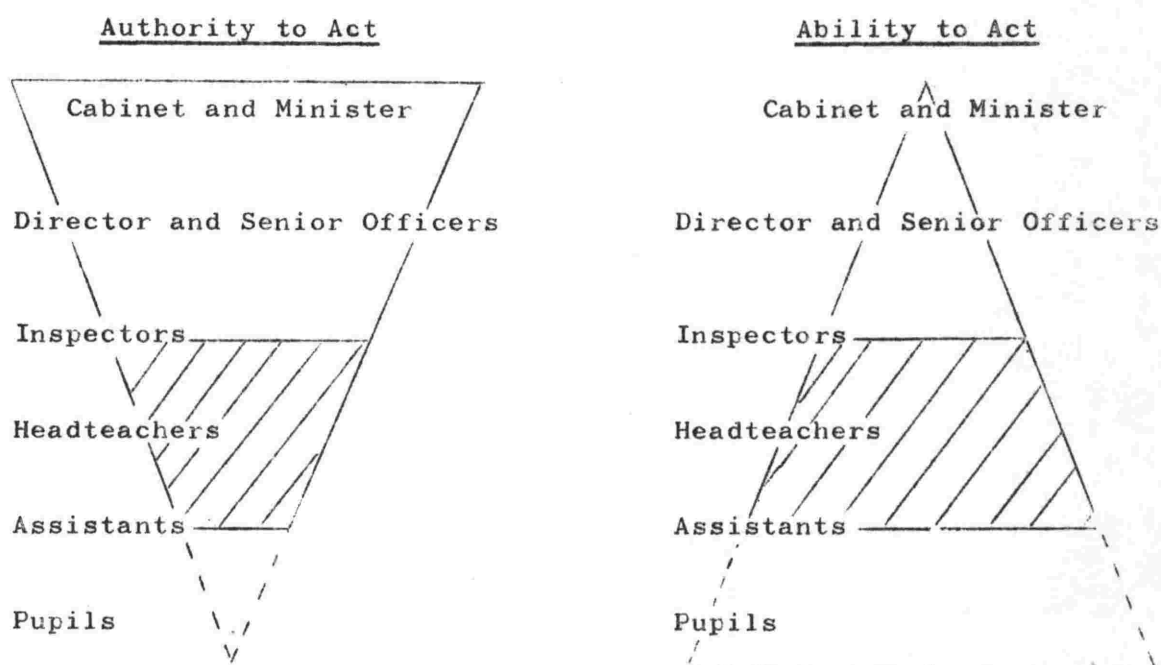 Authority to Act
Cabinet and Minister
Director and Senior Officers
Inspectors
Headteachers
Assistants
Pupils
Ability to Act
Cabinet and Minister
Director and Senior Officers
Inspectors
Headteachers
Assistants
Pupils